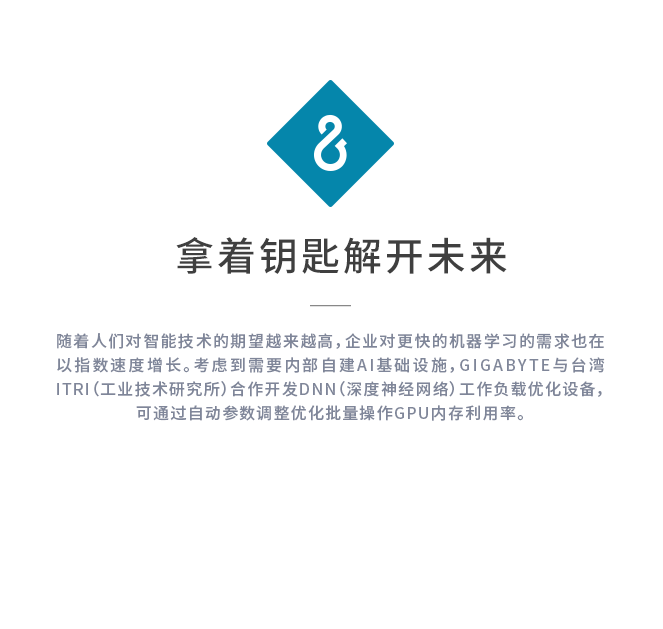 拿着钥匙解开未来
随着人们对智能技术的期望越来越高，企业对更快的机器学习的需求也在
以指数速度增长。考虑到需要内部自建AI基础设施，GIGABYTE与台湾
ITRI（工业技术研究所）合作开发DNN（深度神经网络）工作负载优化设备，
可通过自动参数调整优化批量操作GPU内存利用率。